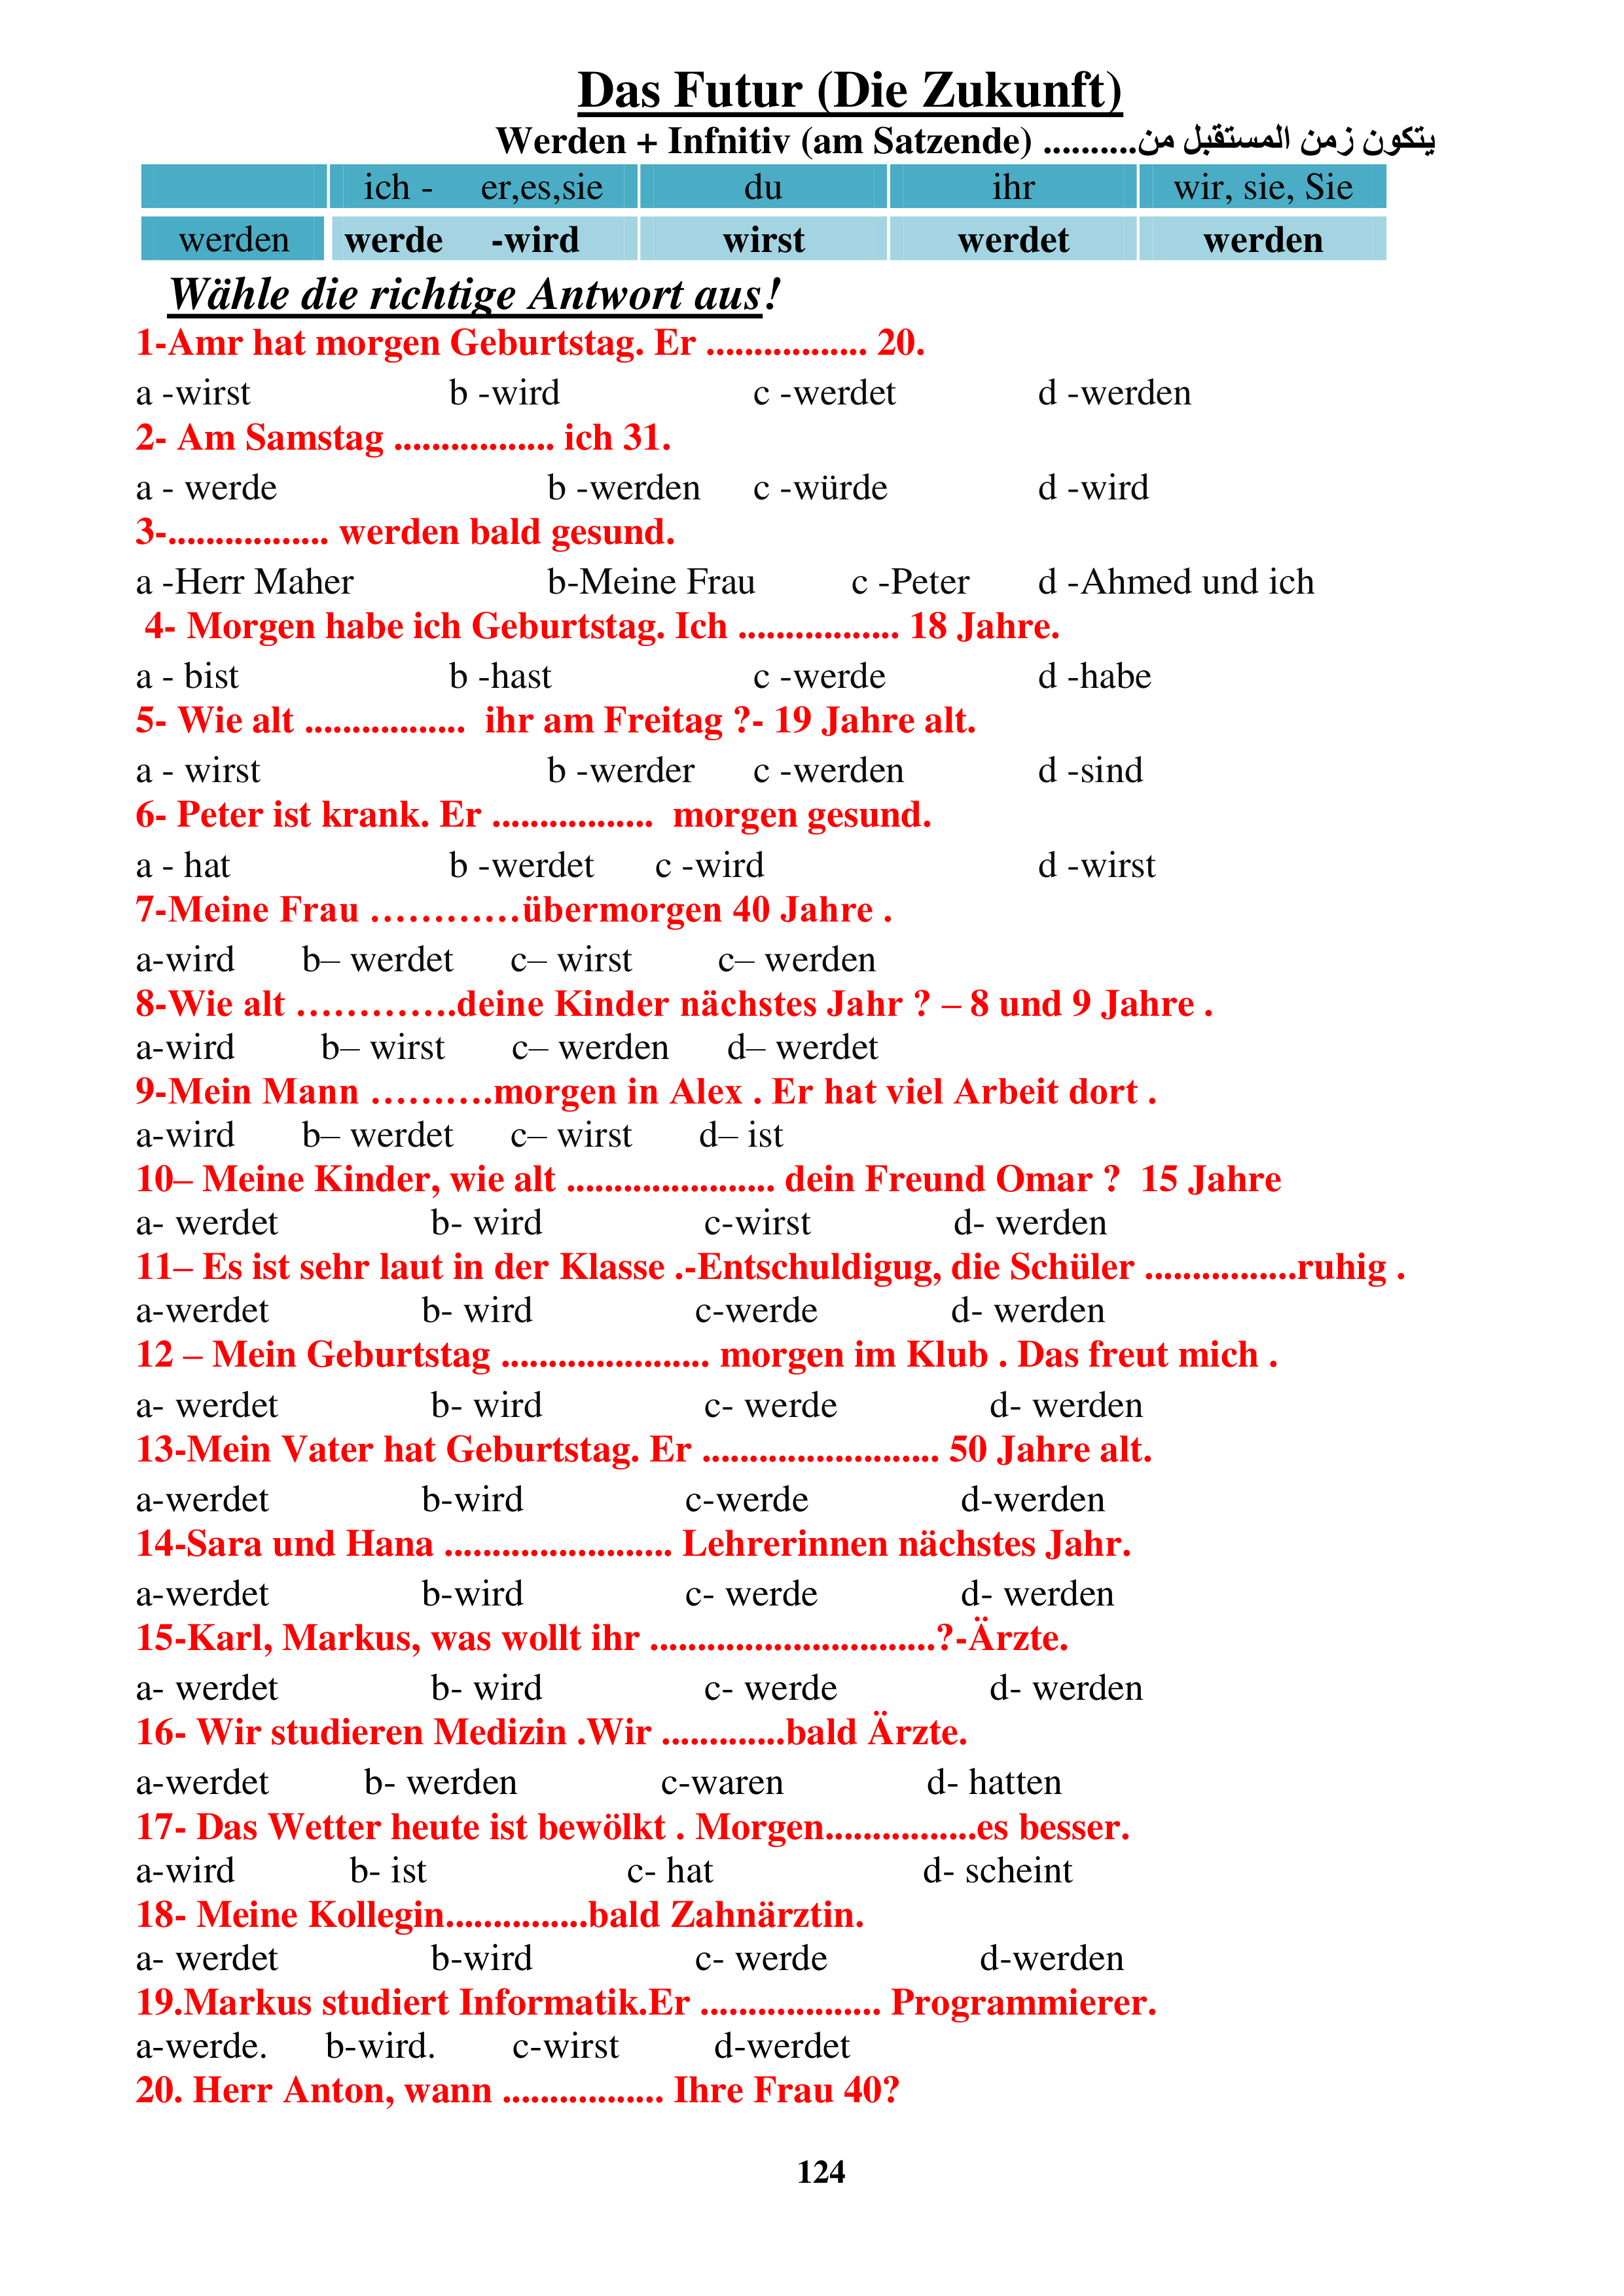 Das Futur (Die Zukunft)
Werden + Infnitiv (am Satzende) ..........يتكون زمن المستقبل من
ich - er,es,sie du ihr wir, sie, Sie
werden werde -wird wirst werdet werden
Wähle die richtige Antwort aus!
1-Amr hat morgen Geburtstag. Er ................. 20.
a -wirst b -wird c -werdet d -werden
2- Am Samstag ................. ich 31.
a - werde b -werden c -würde d -wird
3-................. werden bald gesund.
a -Herr Maher b-Meine Frau c -Peter d -Ahmed und ich
4- Morgen habe ich Geburtstag. Ich ................. 18 Jahre.
a - bist b -hast c -werde d -habe
5- Wie alt ................. ihr am Freitag ?- 19 Jahre alt.
a - wirst b -werder c -werden d -sind
6- Peter ist krank. Er ................. morgen gesund.
a - hat b -werdet c -wird d -wirst
7-Meine Frau …………übermorgen 40 Jahre .
a-wird b– werdet c– wirst c– werden
8-Wie alt ………….deine Kinder nächstes Jahr ? – 8 und 9 Jahre .
a-wird b– wirst c– werden d– werdet
9-Mein Mann ……….morgen in Alex . Er hat viel Arbeit dort .
a-wird b– werdet c– wirst d– ist
10– Meine Kinder, wie alt ...................... dein Freund Omar ? 15 Jahre
a- werdet b- wird c-wirst d- werden
11– Es ist sehr laut in der Klasse .-Entschuldigug, die Schüler ................ruhig .
a-werdet b- wird c-werde d- werden
12 – Mein Geburtstag ...................... morgen im Klub . Das freut mich .
a- werdet b- wird c- werde d- werden
13-Mein Vater hat Geburtstag. Er ......................... 50 Jahre alt.
a-werdet b-wird c-werde d-werden
14-Sara und Hana ........................ Lehrerinnen nächstes Jahr.
a-werdet b-wird c- werde d- werden
15-Karl, Markus, was wollt ihr ..............................?-Ärzte.
a- werdet b- wird c- werde d- werden
16- Wir studieren Medizin .Wir .............bald Ärzte.
a-werdet b- werden c-waren d- hatten
17- Das Wetter heute ist bewölkt . Morgen................es besser.
a-wird b- ist c- hat d- scheint
18- Meine Kollegin...............bald Zahnärztin.
a- werdet b-wird c- werde d-werden
19.Markus studiert Informatik.Er ................... Programmierer.
a-werde. b-wird. c-wirst d-werdet
20. Herr Anton, wann ................. Ihre Frau 40?
124